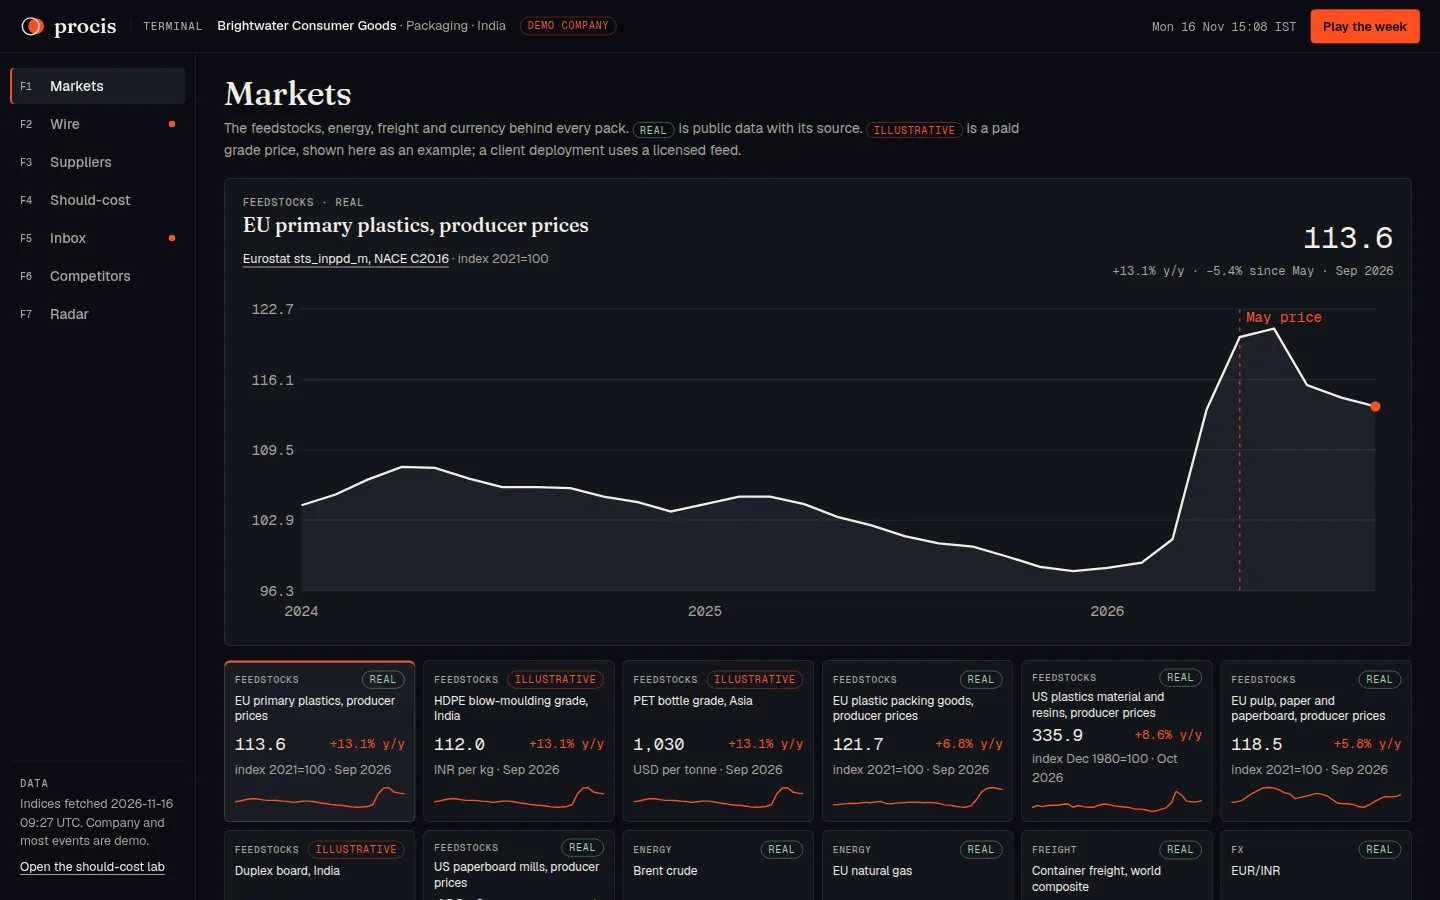 procis TERMINAL Brightwater Consumer Goods · Packaging · India DEMO COMPANY Mon 16 Nov 15:08 IST Play the week
F1 Markets
F2 Wire
F3 Suppliers
F4 Should-cost
F5 Inbox
F6 Competitors
F7 Radar
DATA
Indices fetched 2026-11-16
09:27 UTC. Company and
most events are demo.
Open the should-cost lab
Markets
The feedstocks, energy, freight and currency behind every pack. REAL is public data with its source. ILLUSTRATIVE is a paid
grade price, shown here as an example; a client deployment uses a licensed feed.
FEEDSTOCKS · REAL
EU primary plastics, producer prices
Eurostat sts_inppd_m, NACE C20.16 · index 2021=100
113.6
+13.1% y/y · −5.4% since May · Sep 2026
122.7
116.1
109.5
102.9
96.3
May price
2024 2025 2026
FEEDSTOCKS REAL
EU primary plastics, producer
prices
113.6 +13.1% y/y
index 2021=100 · Sep 2026
FEEDSTOCKS ILLUSTRATIVE
HDPE blow-moulding grade,
India
112.0 +13.1% y/y
INR per kg · Sep 2026
FEEDSTOCKS ILLUSTRATIVE
PET bottle grade, Asia
1,030 +13.1% y/y
USD per tonne · Sep 2026
FEEDSTOCKS REAL
EU plastic packing goods,
producer prices
121.7 +6.8% y/y
index 2021=100 · Sep 2026
FEEDSTOCKS REAL
US plastics material and
resins, producer prices
335.9 +8.6% y/y
index Dec 1980=100 · Oct
2026
FEEDSTOCKS REAL
EU pulp, paper and
paperboard, producer prices
118.5 +5.8% y/y
index 2021=100 · Sep 2026
FEEDSTOCKS ILLUSTRATIVE
Duplex board, India
FEEDSTOCKS REAL
US paperboard mills, producer
prices
ENERGY REAL
Brent crude
ENERGY REAL
EU natural gas
FREIGHT REAL
Container freight, world
composite
FX REAL
EUR/INR